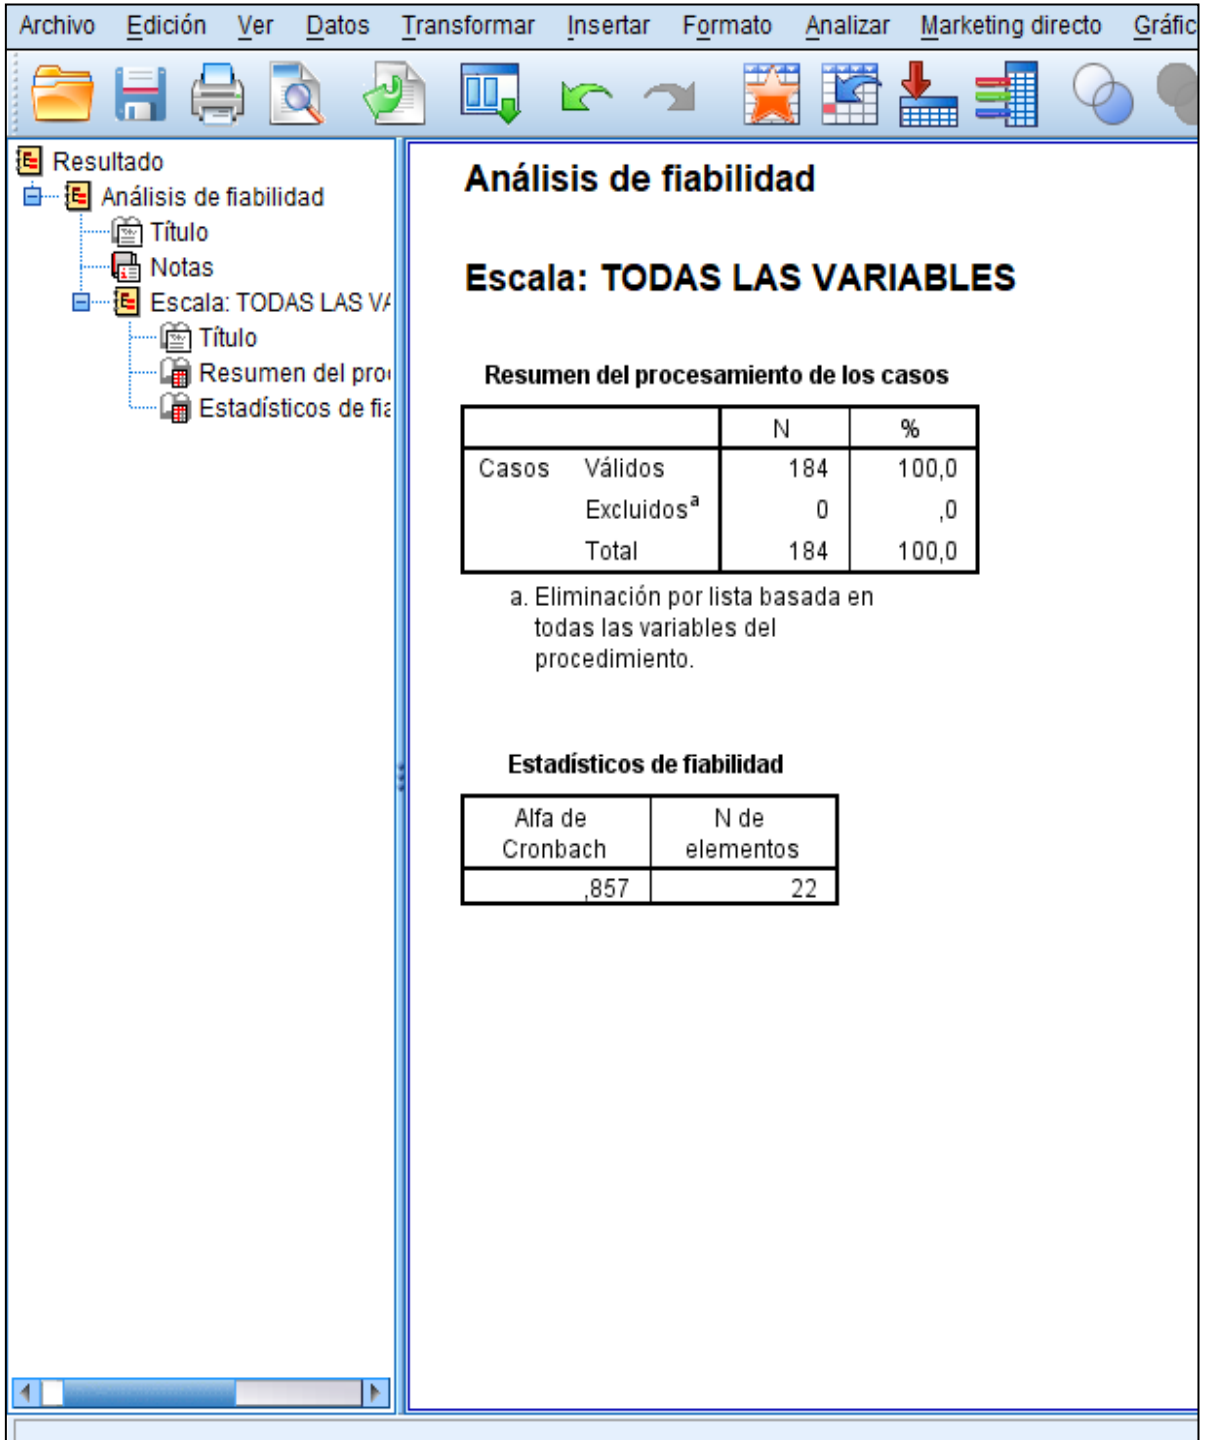 Archivo Edición Ver Datos Transformar Insertar Formato Analizar Marketing directo Gráfic
Resultado
Análisis de fiabilidad
Título
Notas
Escala: TODAS LAS VA
Título
Resumen del pro
Estadísticos de fia
Análisis de fiabilidad
Escala: TODAS LAS VARIABLES
Resumen del procesamiento de los casos
N %
Casos Válidos 184 100,0
Excluidosa 0 ,0
Total 184 100,0
a. Eliminación por lista basada en
todas las variables del
procedimiento.
Estadísticos de fiabilidad
Alfa de N de
Cronbach elementos
,857 22